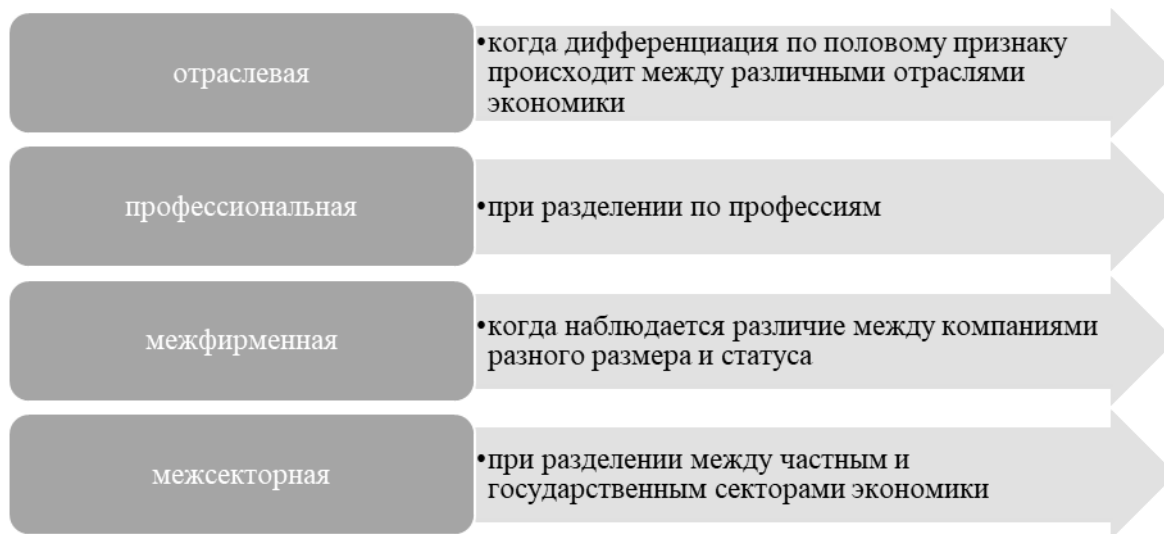 отраслевая
•когда дифференциация по половому признаку
происходит между различными отраслями
экономики
профессиональная
•при разделении по профессиям
межфирменная
•когда наблюдается различие между компаниями
разного размера и статуса
межсекторная
•при разделении между частным и
государственным секторами экономики